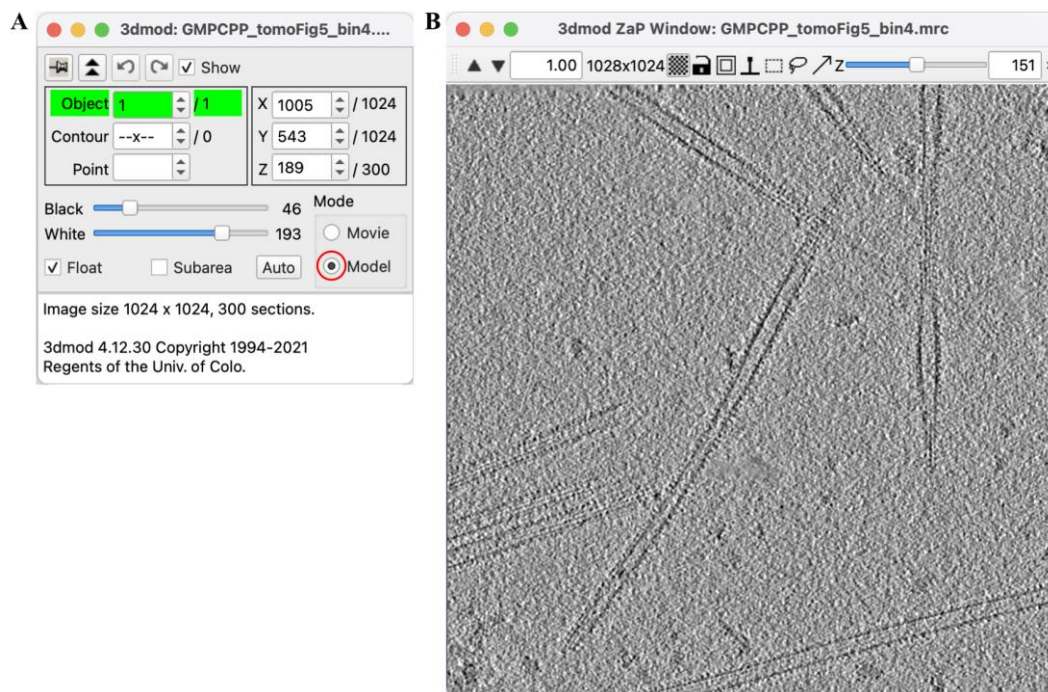 A
3dmod: GMPCPP_tomoFig5_bin4....
Show
Object 1 / 1
X 1005 / 1024
Contour --x-- / 0
Y 543 / 1024
Point
Z 189 / 300
Black 46
Mode
White 193
Movie
Float Subarea Auto Model
Image size 1024 x 1024, 300 sections.
3dmod 4.12.30 Copyright 1994-2021
Regents of the Univ. of Colo.
B
3dmod ZaP Window: GMPCPP_tomoFig5_bin4.mrc
1.00 1028x1024 Z 151